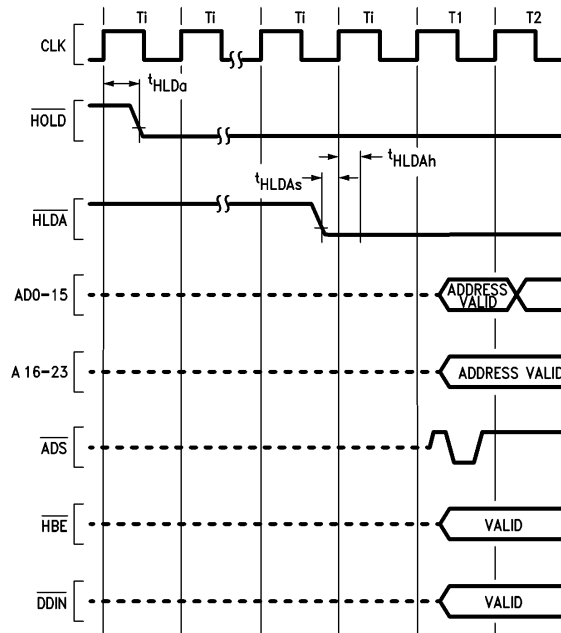 Ti Ti Ti Ti T1 T2
CLK
tHLDa
HOLD
tHLDAh
tHLDAs
HLDA
AD0-15
ADDRESS
VALID
A 16-23
ADDRESS VALID
ADS
HBE
VALID
DDIN
VALID